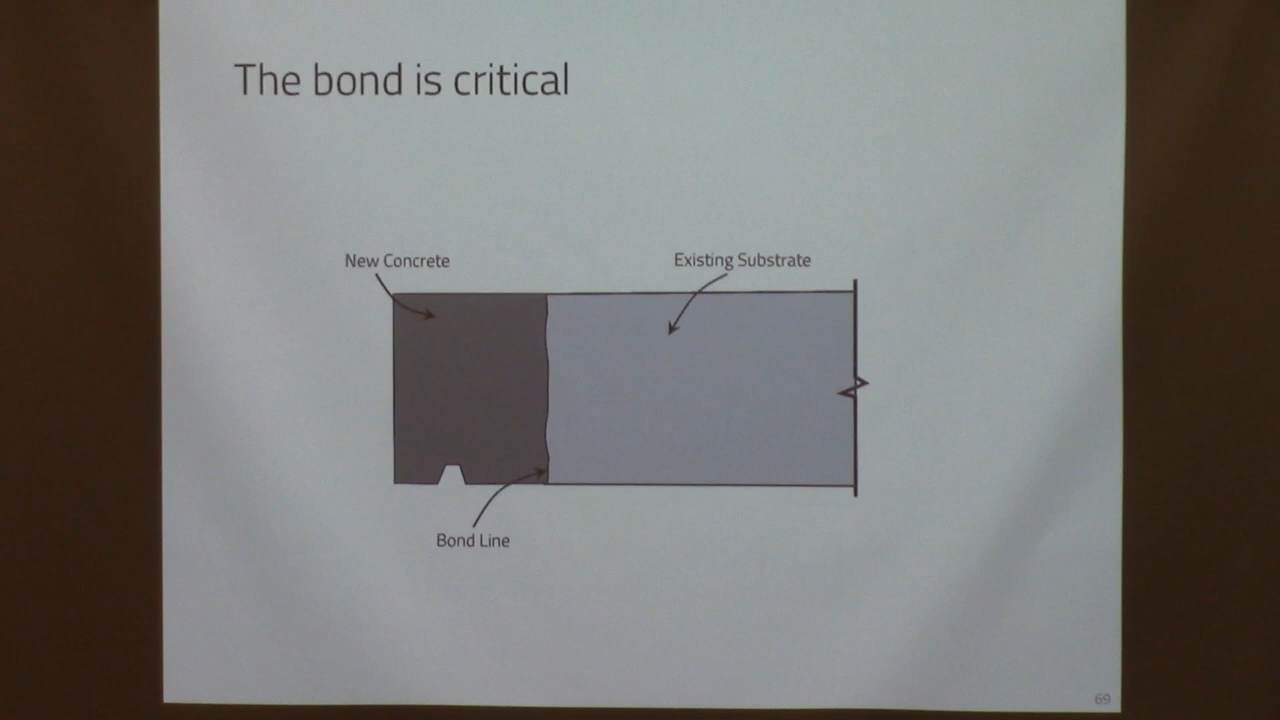 The bond is critical
New Concrete
Existing Substrate
Bond Line
69